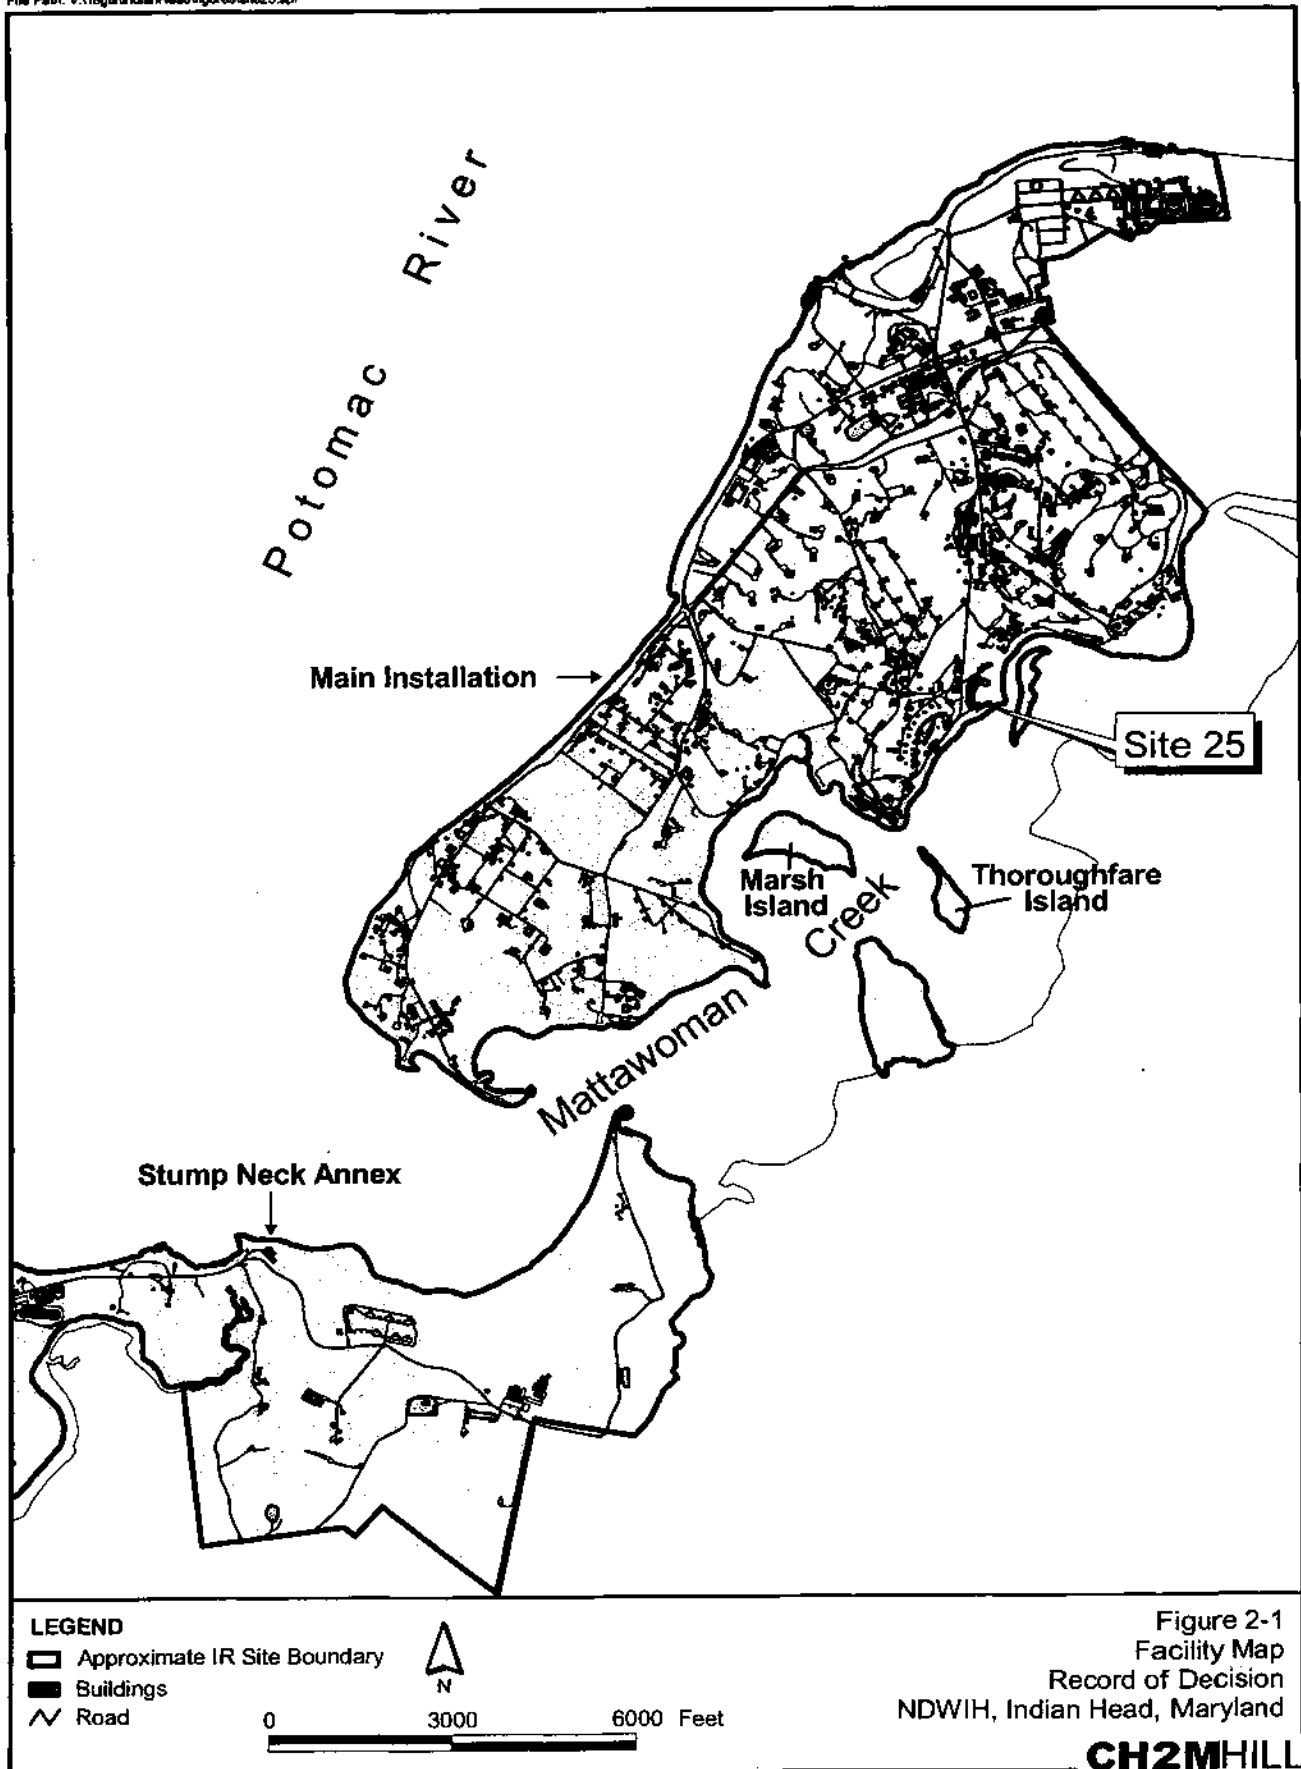 Potomac River
Main Installation
Site 25
Marsh
Island
Thoroughfare
Island
Mattawoman Creek
Stump Neck Annex
LEGEND
Approximate IR Site Boundary
Buildings
Road
N
0 3000 6000 Feet
Figure 2-1
Facility Map
Record of Decision
NDWIH, Indian Head, Maryland
CH2MHILL